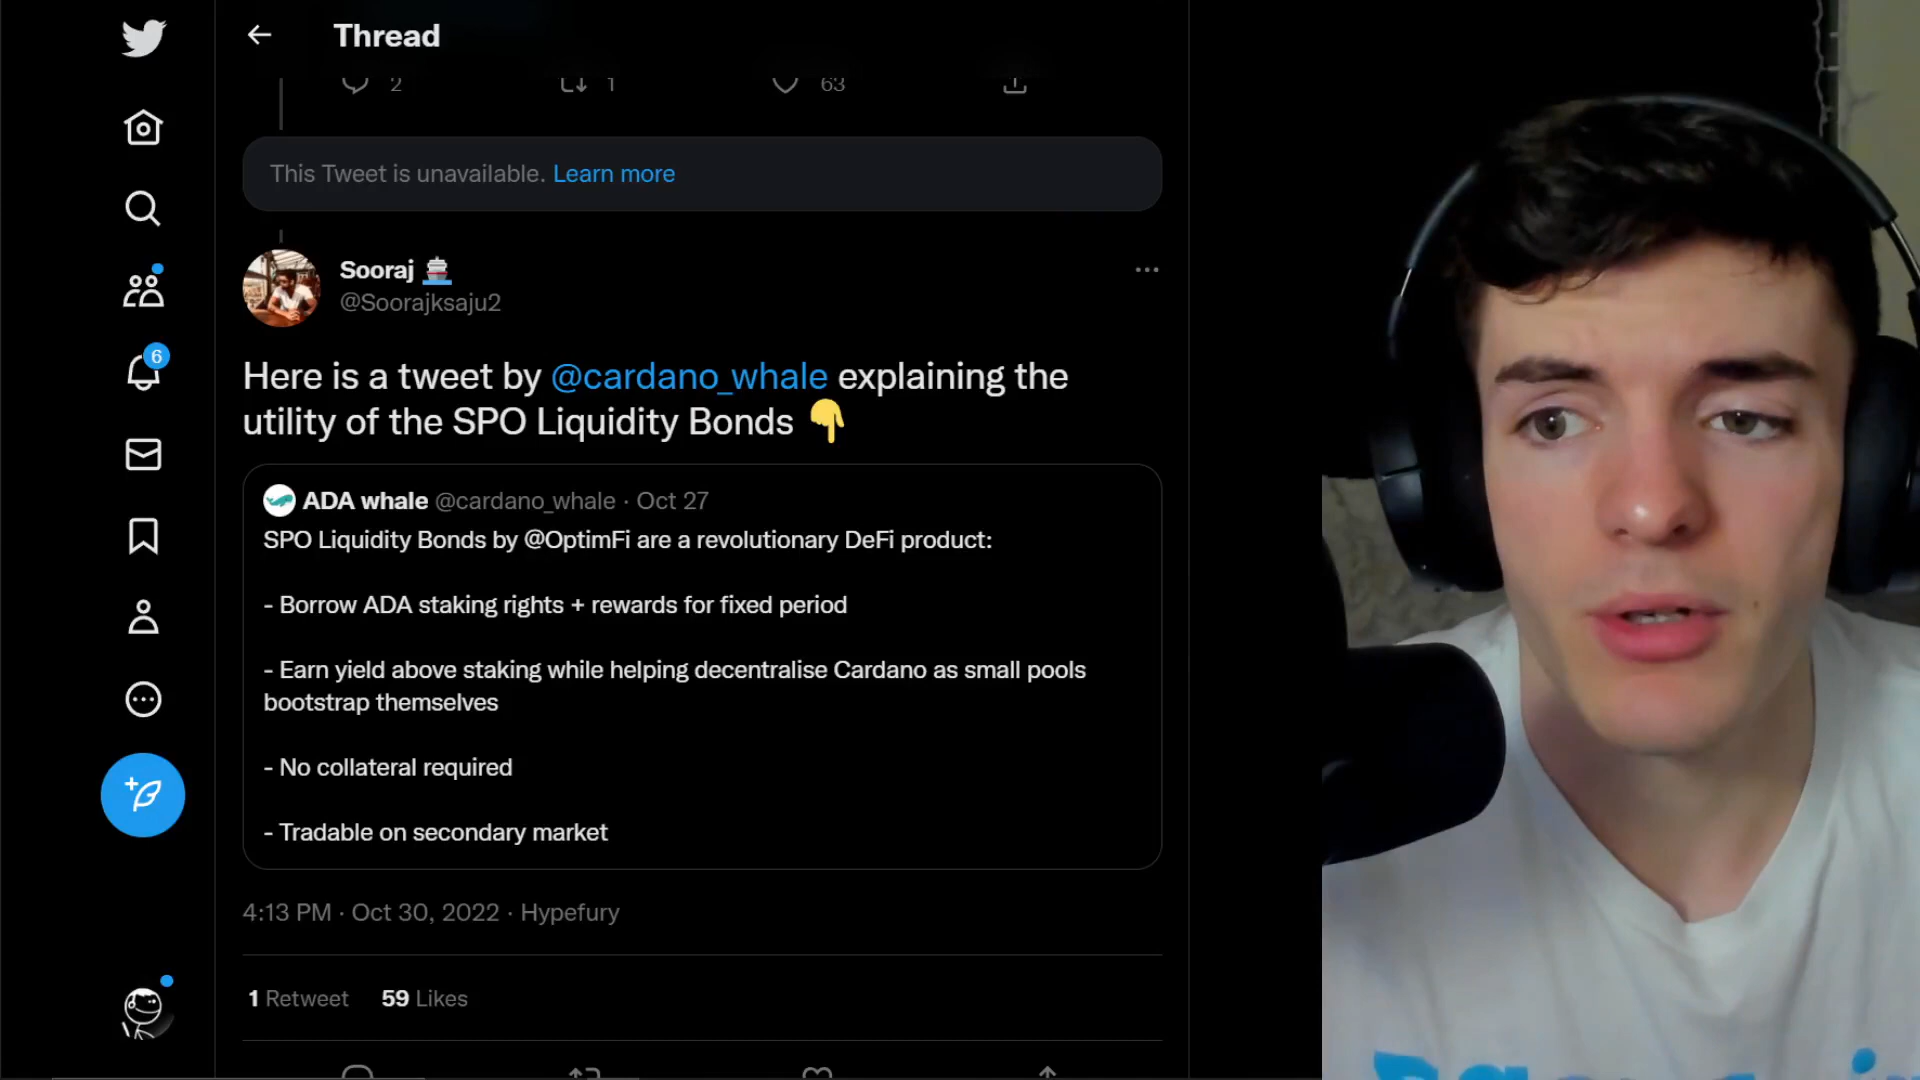 Thread
2 1 63
This Tweet is unavailable. Learn more
Sooraj
@Soorajksaju2
6
Here is a tweet by @cardano_whale explaining the
utility of the SPO Liquidity Bonds
ADA whale @cardano_whale · Oct 27
SPO Liquidity Bonds by @OptimFi are a revolutionary DeFi product:
- Borrow ADA staking rights + rewards for fixed period
- Earn yield above staking while helping decentralise Cardano as small pools
bootstrap themselves
- No collateral required
- Tradable on secondary market
4:13 PM · Oct 30, 2022 · Hypefury
1 Retweet 59 Likes